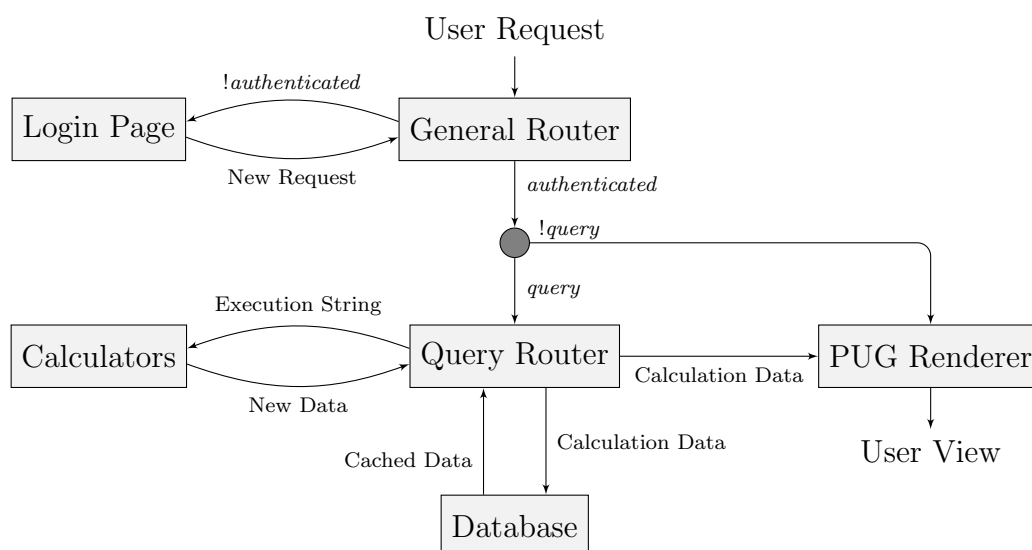 User Request
!authenticated
Login Page
General Router
New Request
authenticated
!query
query
Execution String
Calculators
Query Router
PUG Renderer
Calculation Data
New Data
Calculation Data
User View
Cached Data
Database